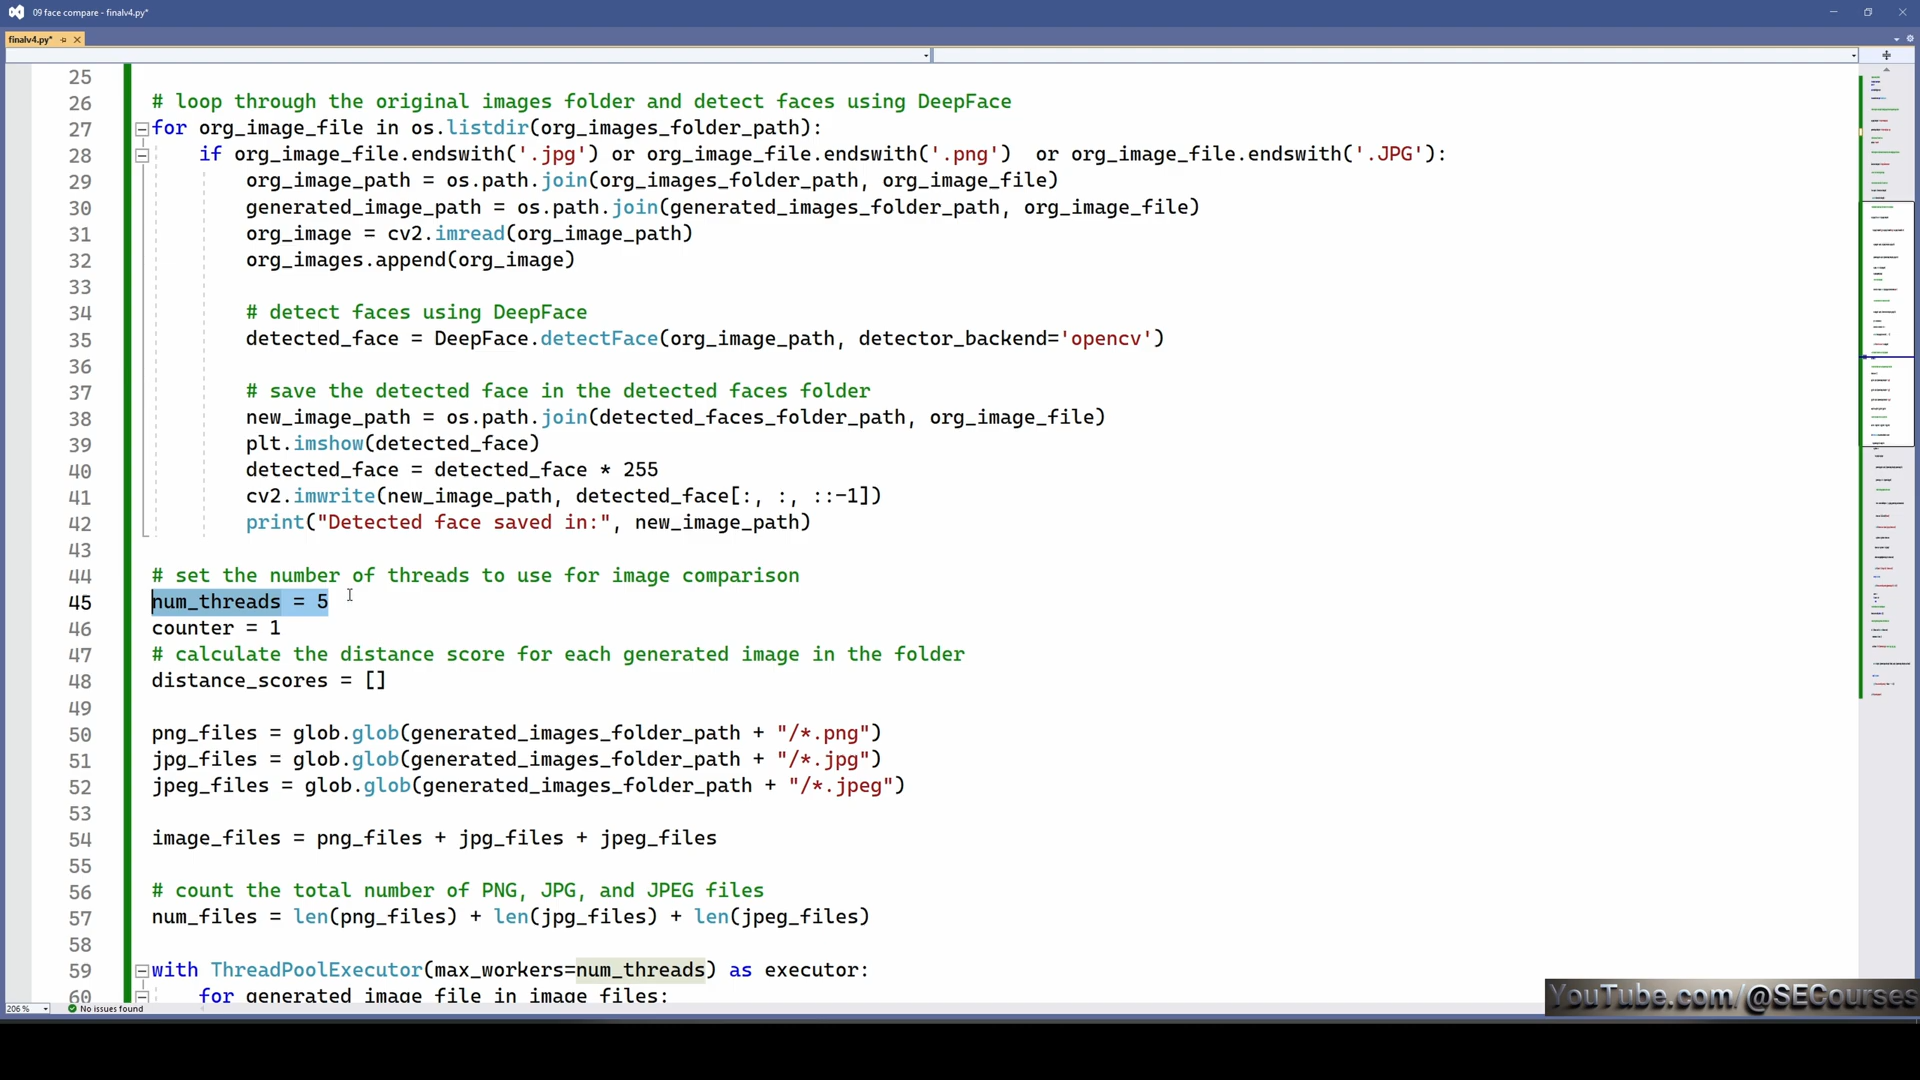 09 face compare - finalv4.py*
finalv4.py*
25
26 # loop through the original images folder and detect faces using DeepFace
27 for org_image_file in os.listdir(org_images_folder_path):
28 if org_image_file.endswith('.jpg') or org_image_file.endswith('.png')  or org_image_file.endswith('.JPG'):
29 org_image_path = os.path.join(org_images_folder_path, org_image_file)
30 generated_image_path = os.path.join(generated_images_folder_path, org_image_file)
31 org_image = cv2.imread(org_image_path)
32 org_images.append(org_image)
33
34 # detect faces using DeepFace
35 detected_face = DeepFace.detectFace(org_image_path, detector_backend='opencv')
36
37 # save the detected face in the detected faces folder
38 new_image_path = os.path.join(detected_faces_folder_path, org_image_file)
39 plt.imshow(detected_face)
40 detected_face = detected_face * 255
41 cv2.imwrite(new_image_path, detected_face[:, :, ::-1])
42 print("Detected face saved in:", new_image_path)
43
44 # set the number of threads to use for image comparison
45 num_threads = 5
46 counter = 1
47 # calculate the distance score for each generated image in the folder
48 distance_scores = []
49
50 png_files = glob.glob(generated_images_folder_path + "/*.png")
51 jpg_files = glob.glob(generated_images_folder_path + "/*.jpg")
52 jpeg_files = glob.glob(generated_images_folder_path + "/*.jpeg")
53
54 image_files = png_files + jpg_files + jpeg_files
55
56 # count the total number of PNG, JPG, and JPEG files
57 num_files = len(png_files) + len(jpg_files) + len(jpeg_files)
58
59 with ThreadPoolExecutor(max_workers=num_threads) as executor:
60 for generated_image_file in image_files:
206 % No issues found
YouTube.com/@SECourses